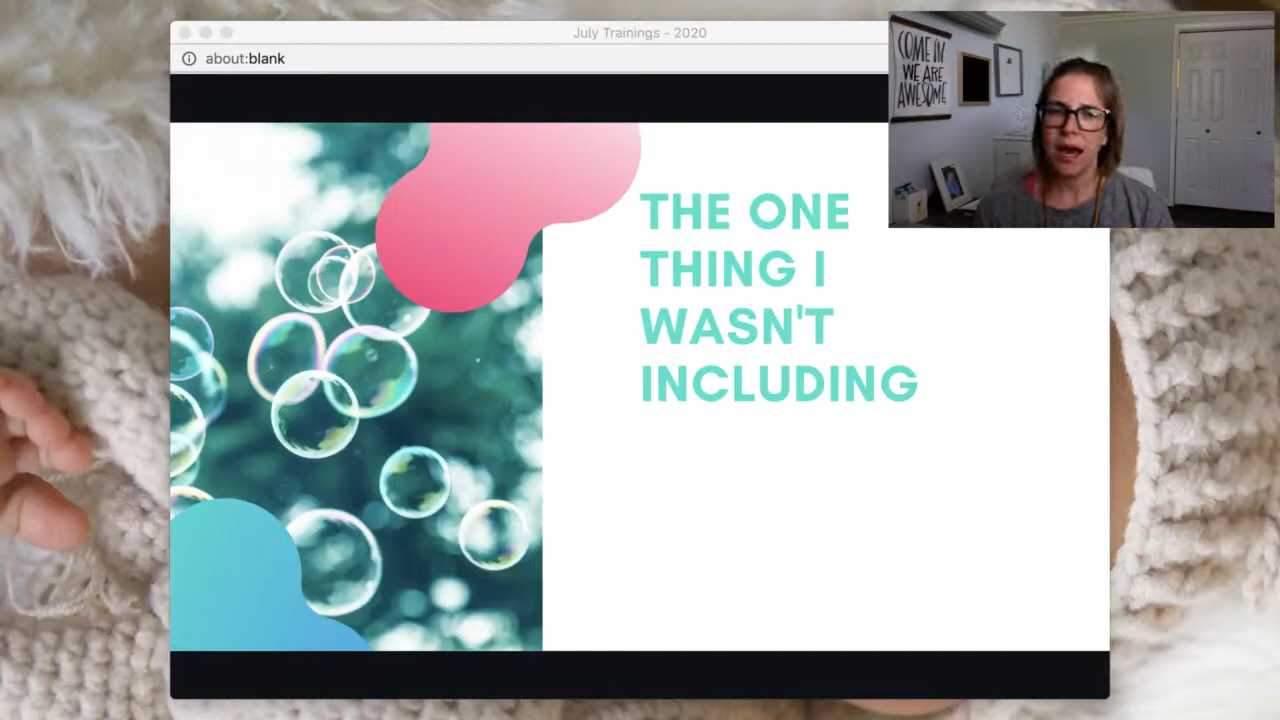 July Trainings - 2020
about:blank
COME IN
WE ARE
AWESOME
THE ONE
THING I
WASN'T
INCLUDING